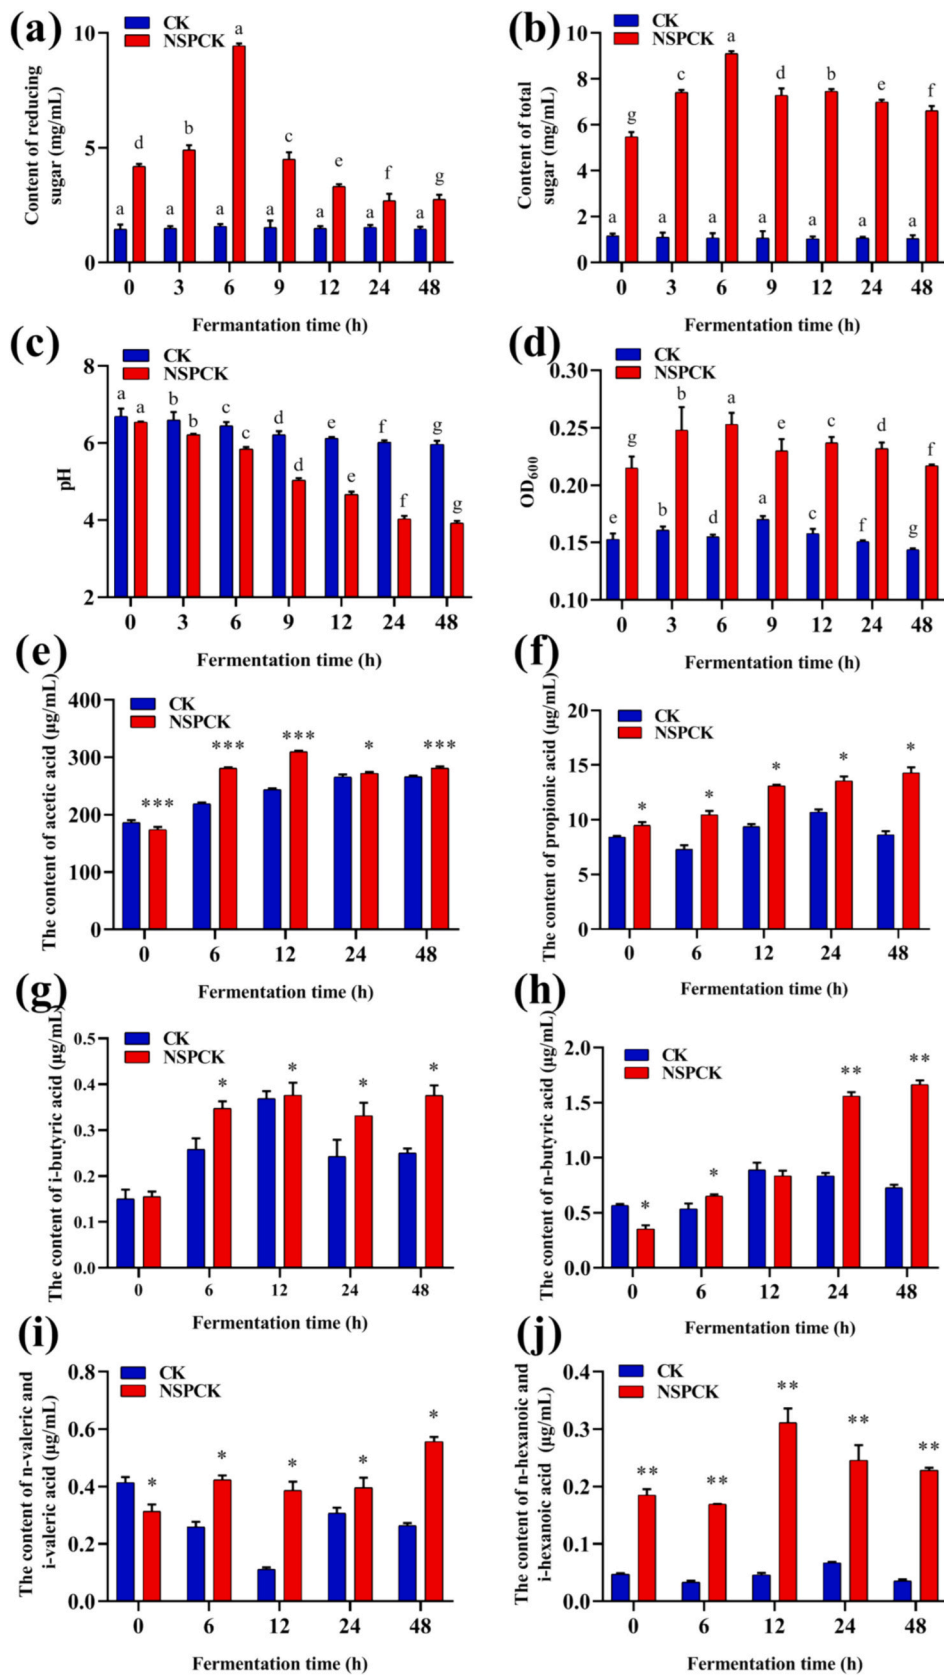 (a)
CK
NSPCK
Content of reducing
sugar (mg/mL)
10
5
0
a a a a a a a
d b a c e f g
0 3 6 9 12 24 48
Fermantation time (h)
(b)
CK
NSPCK
Content of total
sugar (mg/mL)
10
8
6
4
2
0
a a a a a a a
g c a d b e f
0 3 6 9 12 24 48
Fermentation time (h)
(c)
CK
NSPCK
pH
8
6
4
2
a b c d e f g
a b c d e f g
0 3 6 9 12 24 48
Fermentation time (h)
(d)
CK
NSPCK
OD600
0.30
0.25
0.20
0.15
0.10
e b d a c f g
g b a e c d f
0 3 6 9 12 24 48
Fermentation time (h)
(e)
CK
NSPCK
The content of acetic acid (μg/mL)
400
300
200
100
0
*** *** *** * ***
0 6 12 24 48
Fermentation time (h)
(f)
CK
NSPCK
The content of propionic acid (μg/mL)
20
15
10
5
0
* * * * *
0 6 12 24 48
Fermentation time (h)
(g)
CK
NSPCK
The content of i-butyric acid (μg/mL)
0.5
0.4
0.3
0.2
0.1
0.0
* * * *
0 6 12 24 48
Fermentation time (h)
(h)
CK
NSPCK
The content of n-butyric acid (μg/mL)
2.0
1.5
1.0
0.5
0.0
* * ** **
0 6 12 24 48
Fermentation time (h)
(i)
CK
NSPCK
The content of n-valeric and
i-valeric acid (μg/mL)
0.8
0.6
0.4
0.2
0.0
* * * * *
0 6 12 24 48
Fermentation time (h)
(j)
CK
NSPCK
The content of n-hexanoic and
i-hexanoic acid (μg/mL)
0.4
0.3
0.2
0.1
0.0
** ** ** ** **
0 6 12 24 48
Fermentation time (h)